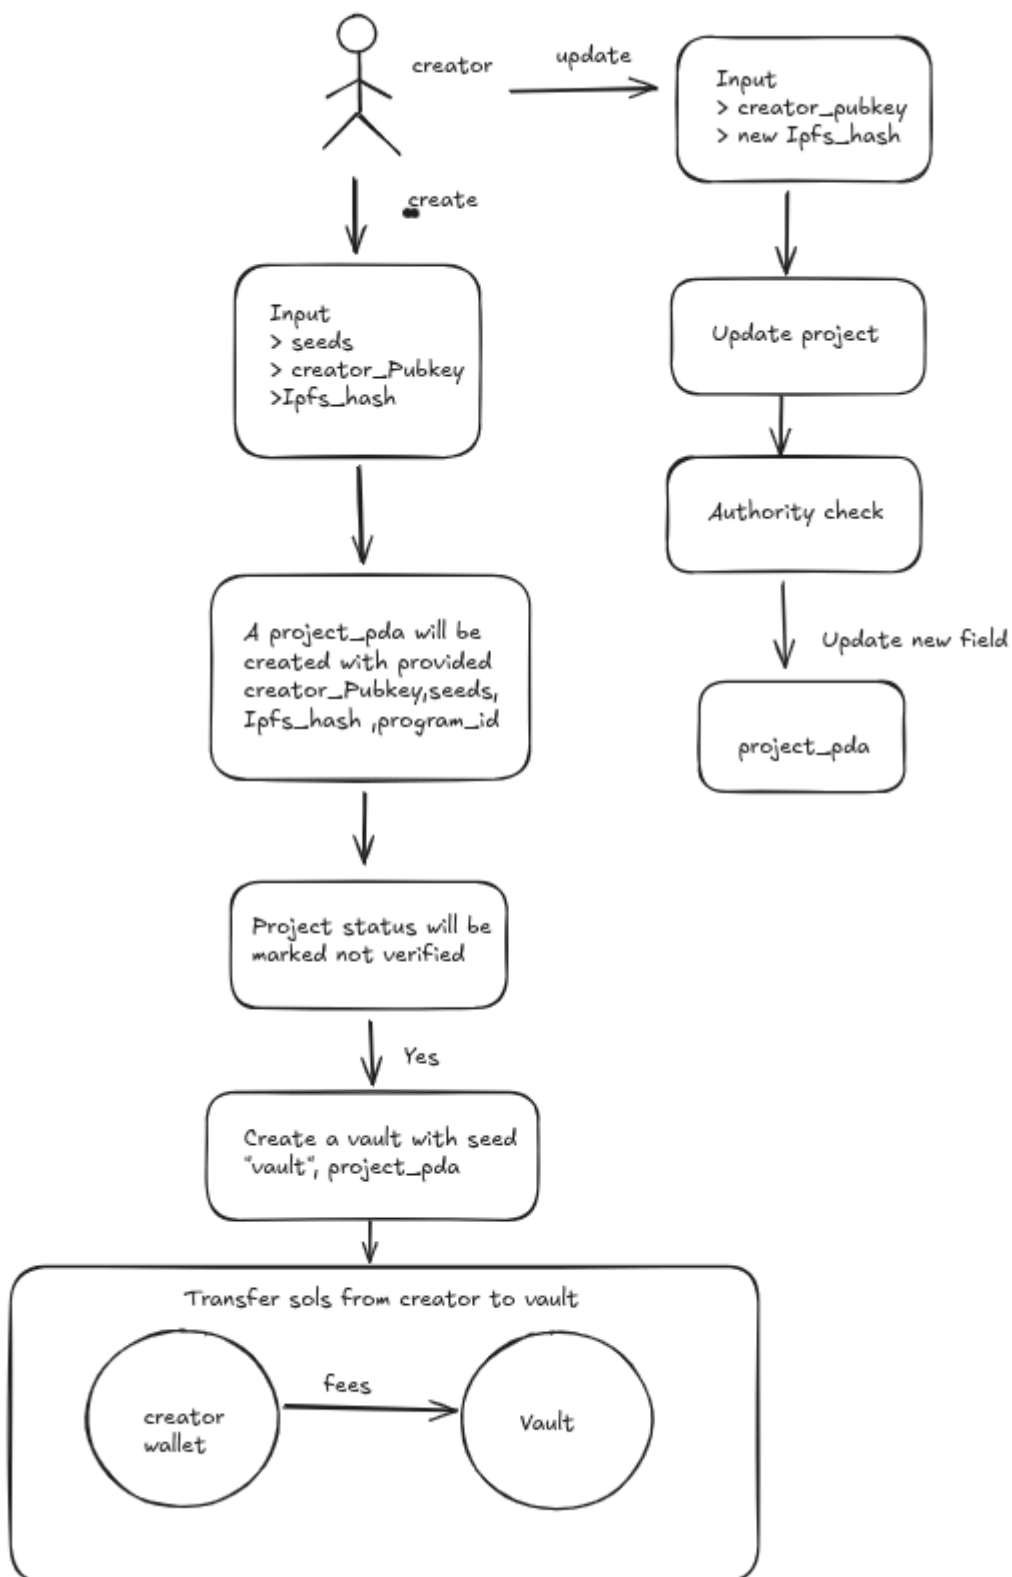 creator
update
Input
> creator_pubkey
> new Ipfs_hash
create
Input
> seeds
> creator_Pubkey
>Ipfs_hash
Update project
Authority check
Update new field
project_pda
A project_pda will be
created with provided
creator_Pubkey,seeds,
Ipfs_hash ,program_id
Project status will be
marked not verified
Yes
Create a vault with seed
"vault", project_pda
Transfer sols from creator to vault
fees
creator
wallet
Vault